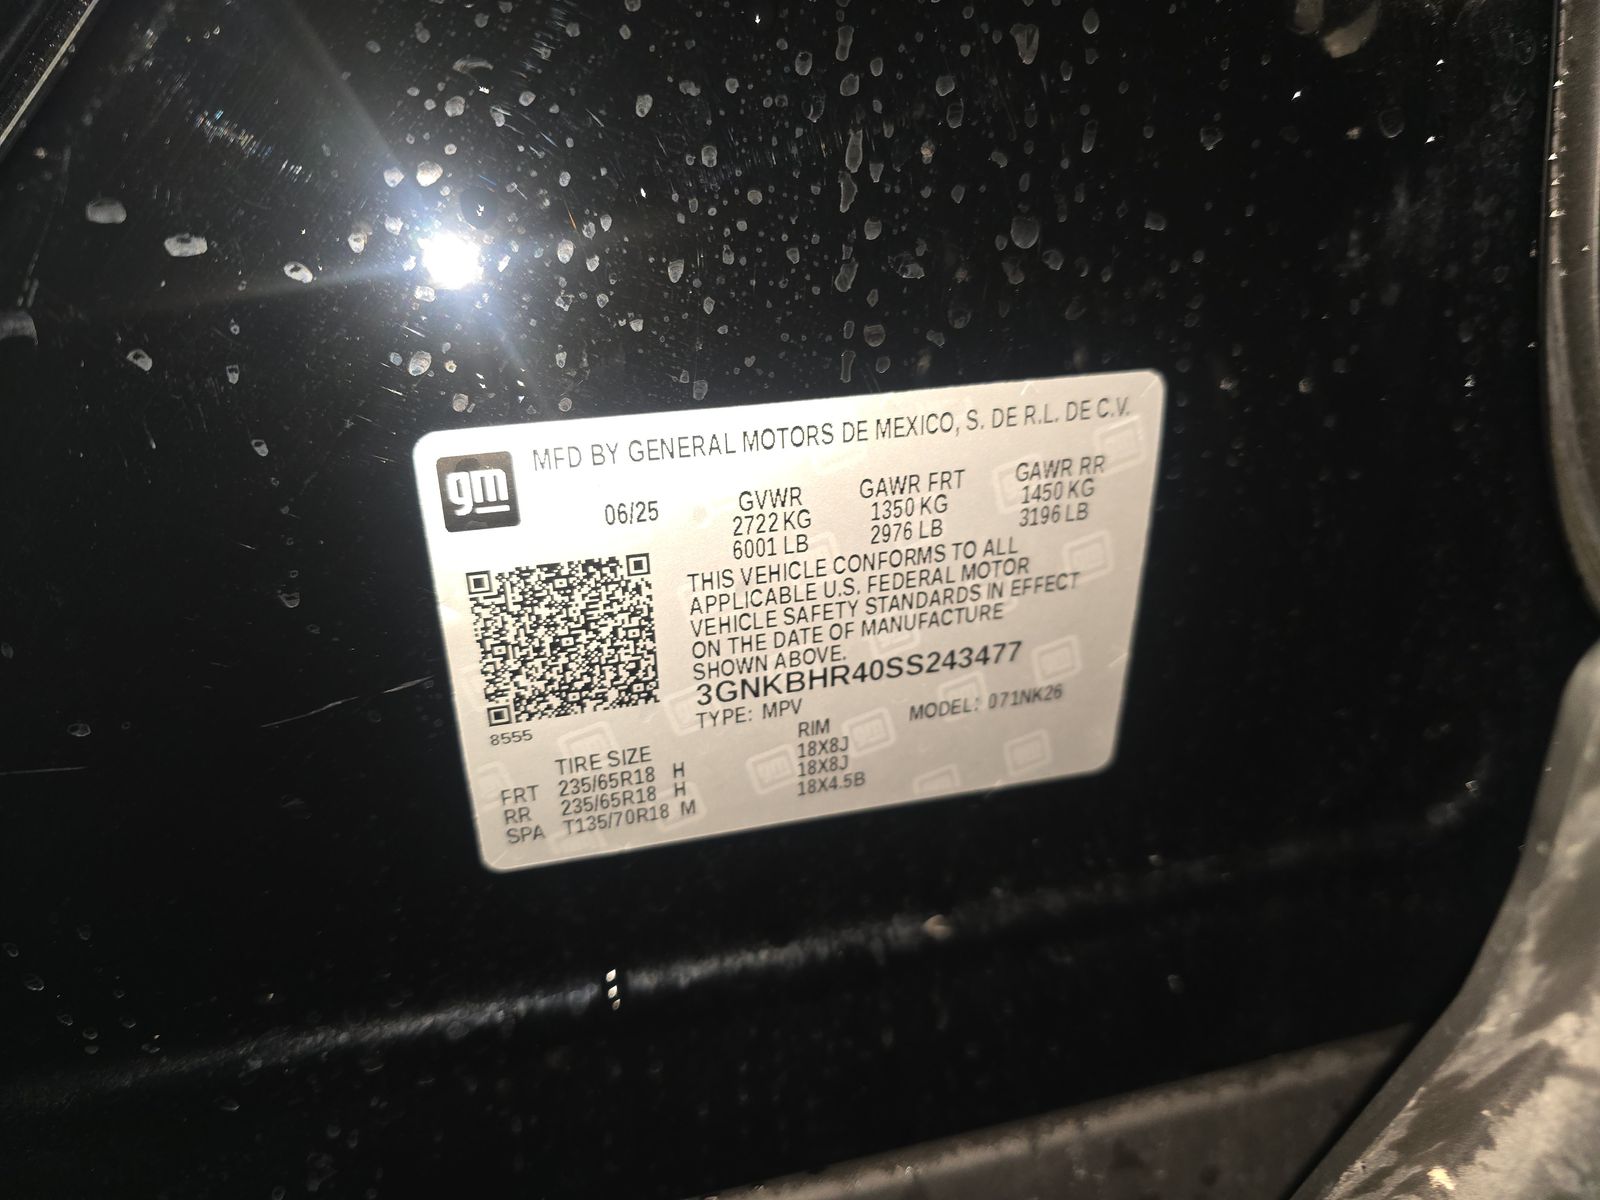 MFD BY GENERAL MOTORS DE MEXICO, S. DE R.L. DE C.V.
gm
06/25
GVWR
2722 KG
6001 LB
GAWR FRT
1350 KG
2976 LB
GAWR RR
1450 KG
3196 LB
THIS VEHICLE CONFORMS TO ALL
APPLICABLE U.S. FEDERAL MOTOR
VEHICLE SAFETY STANDARDS IN EFFECT
ON THE DATE OF MANUFACTURE
SHOWN ABOVE.
3GNKBHR40SS243477
TYPE: MPV MODEL: 071NK26
8555
TIRE SIZE RIM
FRT 235/65R18 H 18X8J
RR 235/65R18 H 18X8J
SPA T135/70R18 M 18X4.5B